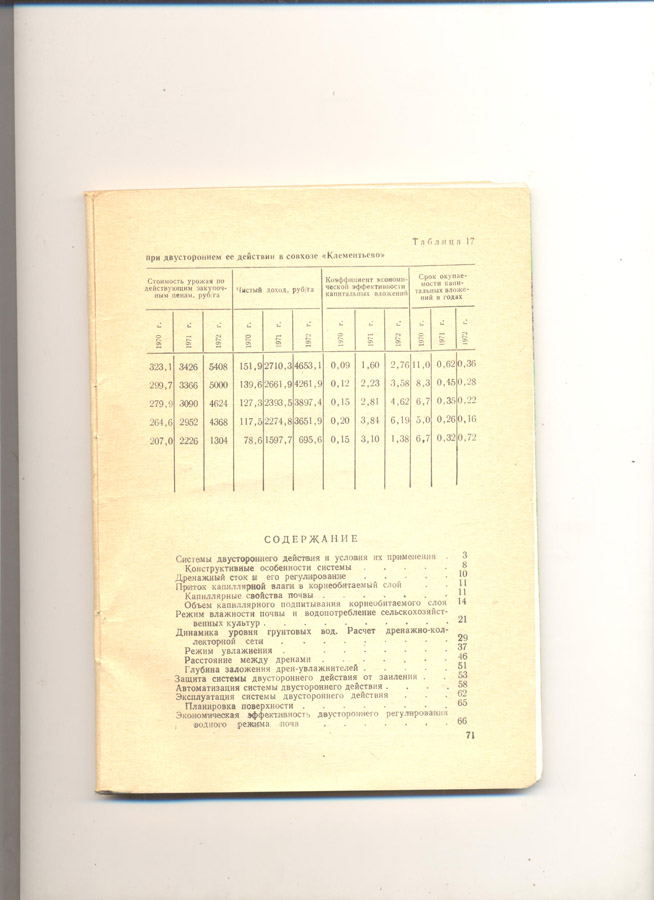 Таблица 17
при двустороннем ее действии в совхозе «Клементьево»
Стоимость урожая по действующим закупочным ценам, руб/га Чистый доход, руб/га Коэффициент экономической эффективности капитальных вложений Срок окупаемости капитальных вложений в годах
1970 г. 1971 г. 1972 г. 1970 г. 1971 г. 1972 г. 1970 г. 1971 г. 1972 г. 1970 г. 1971 г. 1972 г.
323,1 3426 5408 151,9 2710,3 4653,1 0,09 1,60 2,76 11,0 0,62 0,36
299,7 3366 5000 139,6 2661,9 4261,9 0,12 2,23 3,58 8,3 0,45 0,28
279,9 3090 4624 127,3 2393,5 3897,4 0,15 2,81 4,62 6,7 0,35 0,22
264,6 2952 4368 117,5 2274,8 3651,9 0,20 3,84 6,19 5,0 0,26 0,16
207,0 2226 1304 78,6 1597,7 695,6 0,15 3,10 1,38 6,7 0,32 0,72
СОДЕРЖАНИЕ
Системы двустороннего действия и условия их применения . 3
Конструктивные особенности системы . . . . . 8
Дренажный сток и его регулирование . . . . 10
Приток капиллярной влаги в корнеобитаемый слой . . 11
Капиллярные свойства почвы . . . . . . . 11
Объем капиллярного подпитывания корнеобитаемого слоя 14
Режим влажности почвы и водопотребление сельскохозяйст-
венных культур . . . . . . . . . 21
Динамика уровня грунтовых вод. Расчет дренажно-кол-
лекторной сети . . . . . . . . . 29
Режим увлажнения . . . . . . . . 37
Расстояние между дренами . . . . . . . 46
Глубина заложения дрен-увлажнителей . . . . . 51
Защита системы двустороннего действия от заиления . . 53
Автоматизация системы двустороннего действия . . . . 58
Эксплуатация системы двустороннего действия . . . 62
Планировка поверхности . . . . . . . . 65
Экономическая эффективность двустороннего регулирования
водного режима почв . . . . . . 66
71